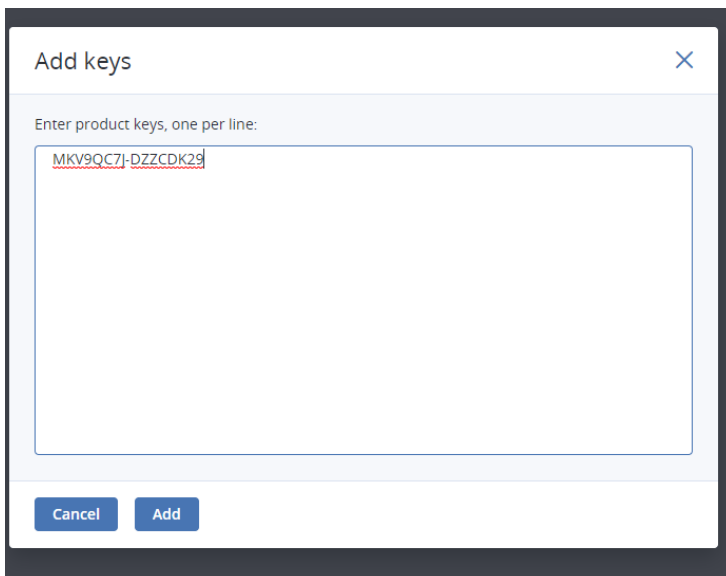 Add keys
Enter product keys, one per line:
MKV9QC7J-DZZCDK29
Cancel
Add